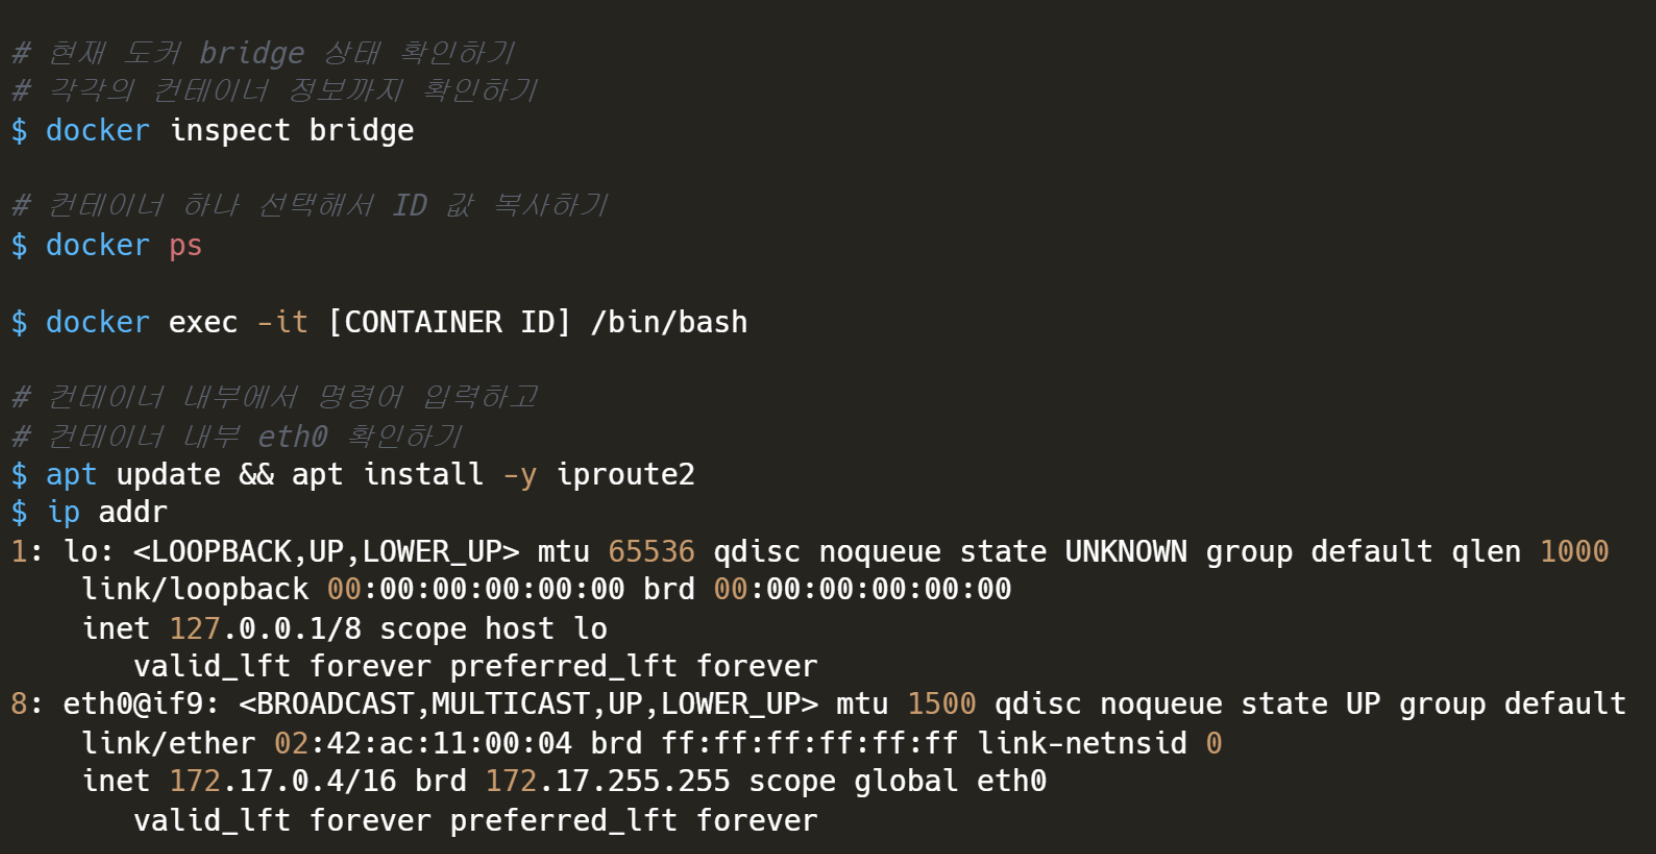 # 현재 도커 bridge 상태 확인하기
# 각각의 컨테이너 정보까지 확인하기
$ docker inspect bridge
# 컨테이너 하나 선택해서 ID 값 복사하기
$ docker ps
$ docker exec -it [CONTAINER ID] /bin/bash
# 컨테이너 내부에서 명령어 입력하고
# 컨테이너 내부 eth0 확인하기
$ apt update && apt install -y iproute2
$ ip addr
1: lo: <LOOPBACK,UP,LOWER_UP> mtu 65536 qdisc noqueue state UNKNOWN group default qlen 1000
link/loopback 00:00:00:00:00:00 brd 00:00:00:00:00:00
inet 127.0.0.1/8 scope host lo
valid_lft forever preferred_lft forever
8: eth0@if9: <BROADCAST,MULTICAST,UP,LOWER_UP> mtu 1500 qdisc noqueue state UP group default
link/ether 02:42:ac:11:00:04 brd ff:ff:ff:ff:ff:ff link-netnsid 0
inet 172.17.0.4/16 brd 172.17.255.255 scope global eth0
valid_lft forever preferred_lft forever